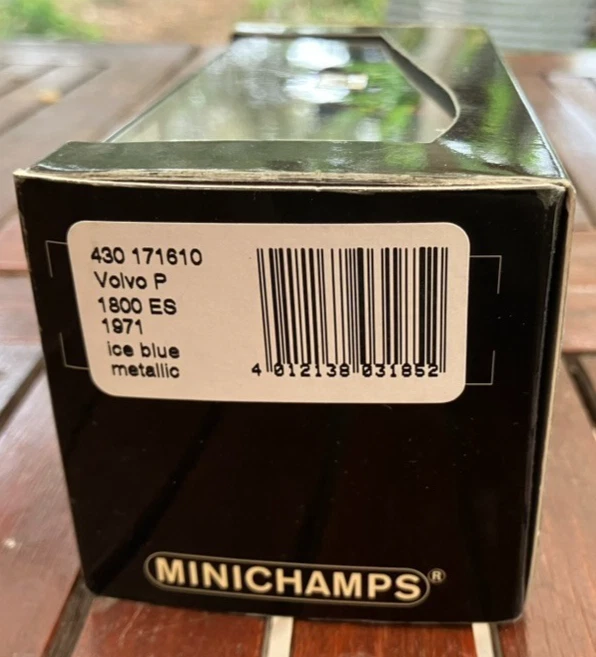 430 171610
Volvo P
1800 ES
1971
ice blue
metallic
4 012138 031852
MINICHAMPS®